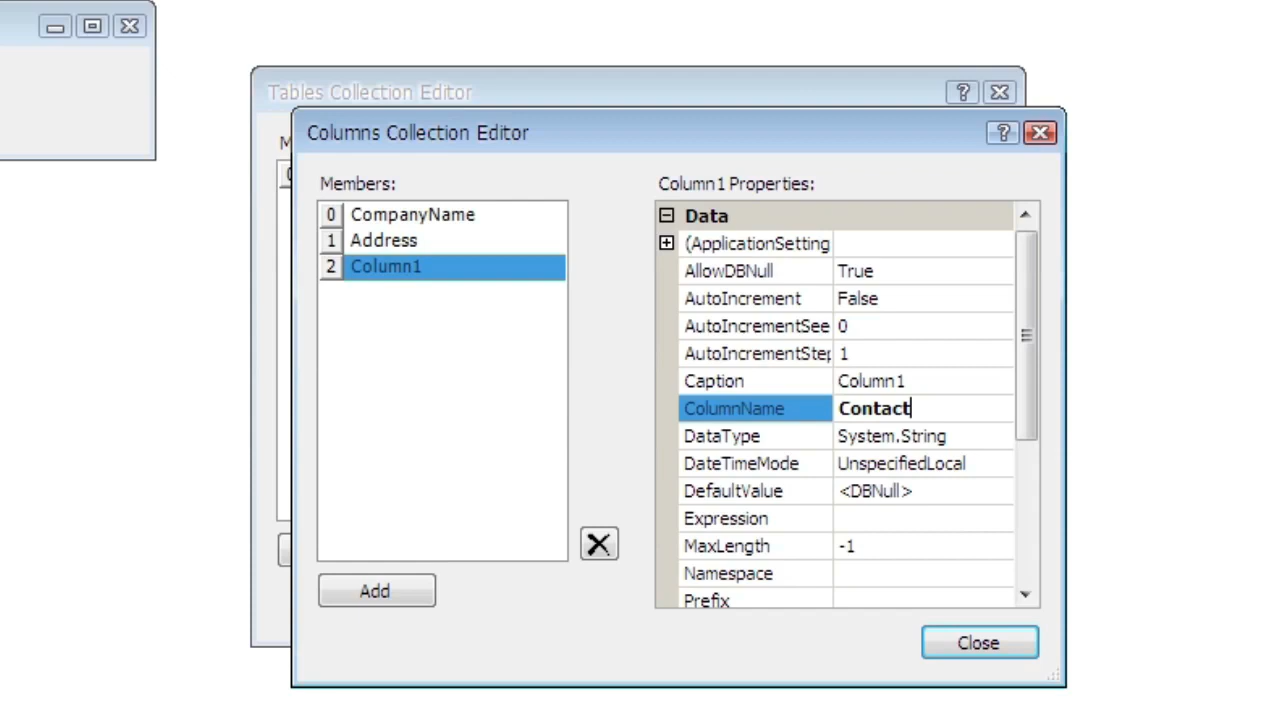 Tables Collection Editor
Columns Collection Editor
Members:
0 CompanyName
1 Address
2 Column1
Add
Column1 Properties:
Data
(ApplicationSetting
AllowDBNull True
AutoIncrement False
AutoIncrementSee 0
AutoIncrementStep 1
Caption Column1
ColumnName Contact
DataType System.String
DateTimeMode UnspecifiedLocal
DefaultValue <DBNull>
Expression
MaxLength -1
Namespace
Prefix
Close